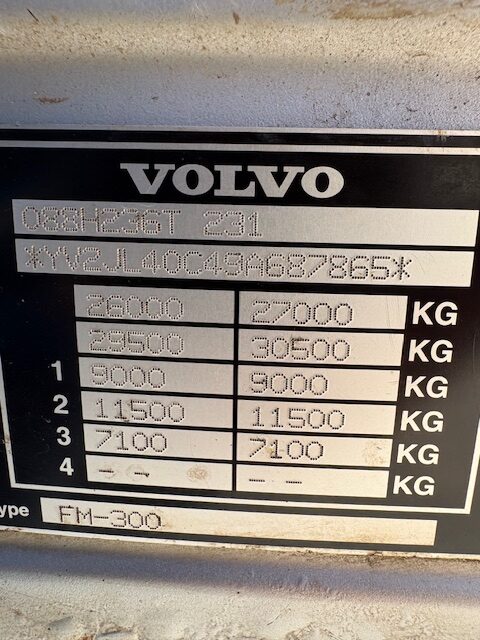 VOLVO
088H236T 231
*YV2JL40C49A687865*
26000 27000 KG
29500 30500 KG
1 9000 9000 KG
2 11500 11500 KG
3 7100 7100 KG
4 - - - - KG
ype FM-300